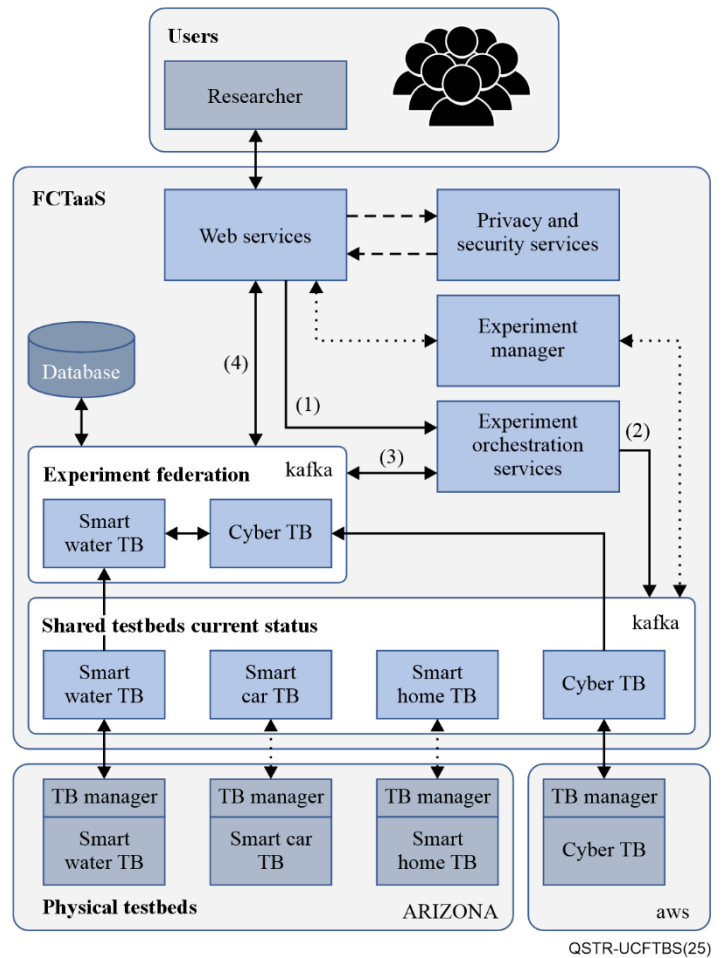 Users
Researcher
FCTaaS
Web services
Privacy and
security services
Experiment
manager
Database
(4)
(1)
Experiment
orchestration
services
(2)
(3)
Experiment federation
kafka
Smart
water TB
Cyber TB
kafka
Shared testbeds current status
Smart
water TB
Smart
car TB
Smart
home TB
Cyber TB
TB manager
Smart
water TB
TB manager
Smart car
TB
TB manager
Smart
home TB
TB manager
Cyber TB
Physical testbeds
ARIZONA
aws
QSTR-UCFTBS(25)